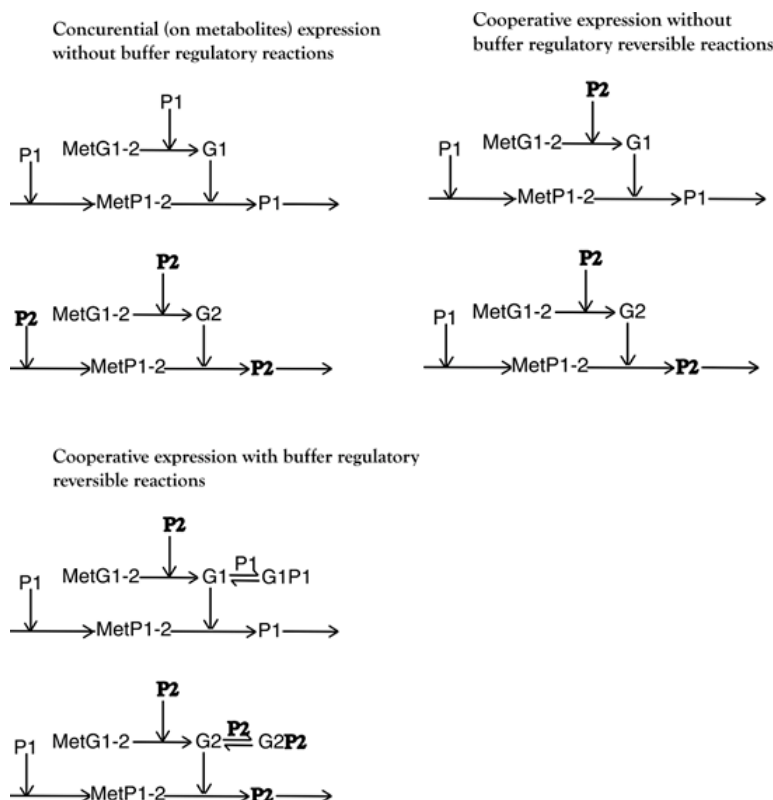 Concurential (on metabolites) expression
without buffer regulatory reactions
P1
MetG1-2 G1
P1
MetP1-2 P1
P2
MetG1-2 G2
P2
MetP1-2 P2
Cooperative expression without
buffer regulatory reversible reactions
P2
MetG1-2 G1
P1
MetP1-2 P1
P2
MetG1-2 G2
P1
MetP1-2 P2
Cooperative expression with buffer regulatory
reversible reactions
P2
P1
MetG1-2 G1 G1P1
P1
MetP1-2 P1
P2
P2
MetG1-2 G2 G2P2
P1
MetP1-2 P2